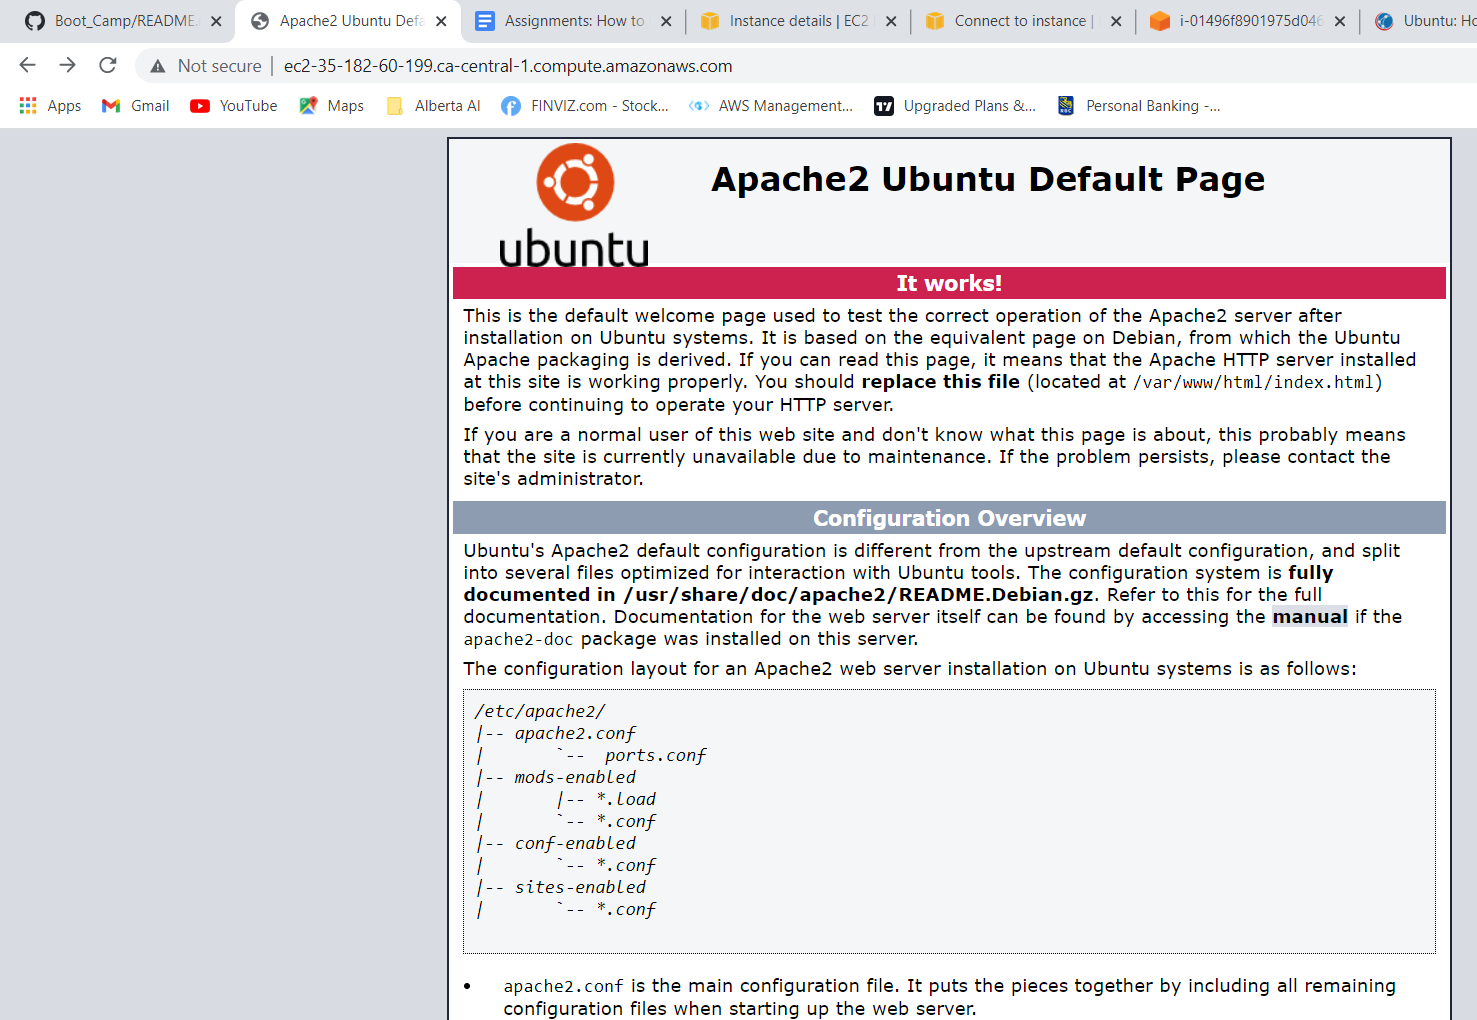 Boot_Camp/README.
Apache2 Ubuntu Defa
Assignments: How to
Instance details | EC2
Connect to instance |
i-01496f8901975d046
Ubuntu: Ho
Not secure | ec2-35-182-60-199.ca-central-1.compute.amazonaws.com
Apps
Gmail
YouTube
Maps
Alberta AI
FINVIZ.com - Stock...
AWS Management...
Upgraded Plans &...
Personal Banking -...
ubuntu
Apache2 Ubuntu Default Page
It works!
This is the default welcome page used to test the correct operation of the Apache2 server after
installation on Ubuntu systems. It is based on the equivalent page on Debian, from which the Ubuntu
Apache packaging is derived. If you can read this page, it means that the Apache HTTP server installed
at this site is working properly. You should replace this file (located at /var/www/html/index.html)
before continuing to operate your HTTP server.
If you are a normal user of this web site and don't know what this page is about, this probably means
that the site is currently unavailable due to maintenance. If the problem persists, please contact the
site's administrator.
Configuration Overview
Ubuntu's Apache2 default configuration is different from the upstream default configuration, and split
into several files optimized for interaction with Ubuntu tools. The configuration system is fully
documented in /usr/share/doc/apache2/README.Debian.gz. Refer to this for the full
documentation. Documentation for the web server itself can be found by accessing the manual if the
apache2-doc package was installed on this server.
The configuration layout for an Apache2 web server installation on Ubuntu systems is as follows:
/etc/apache2/
|-- apache2.conf
|       `--  ports.conf
|-- mods-enabled
|       |-- *.load
|       `-- *.conf
|-- conf-enabled
|       `-- *.conf
|-- sites-enabled
|       `-- *.conf
• apache2.conf is the main configuration file. It puts the pieces together by including all remaining
configuration files when starting up the web server.